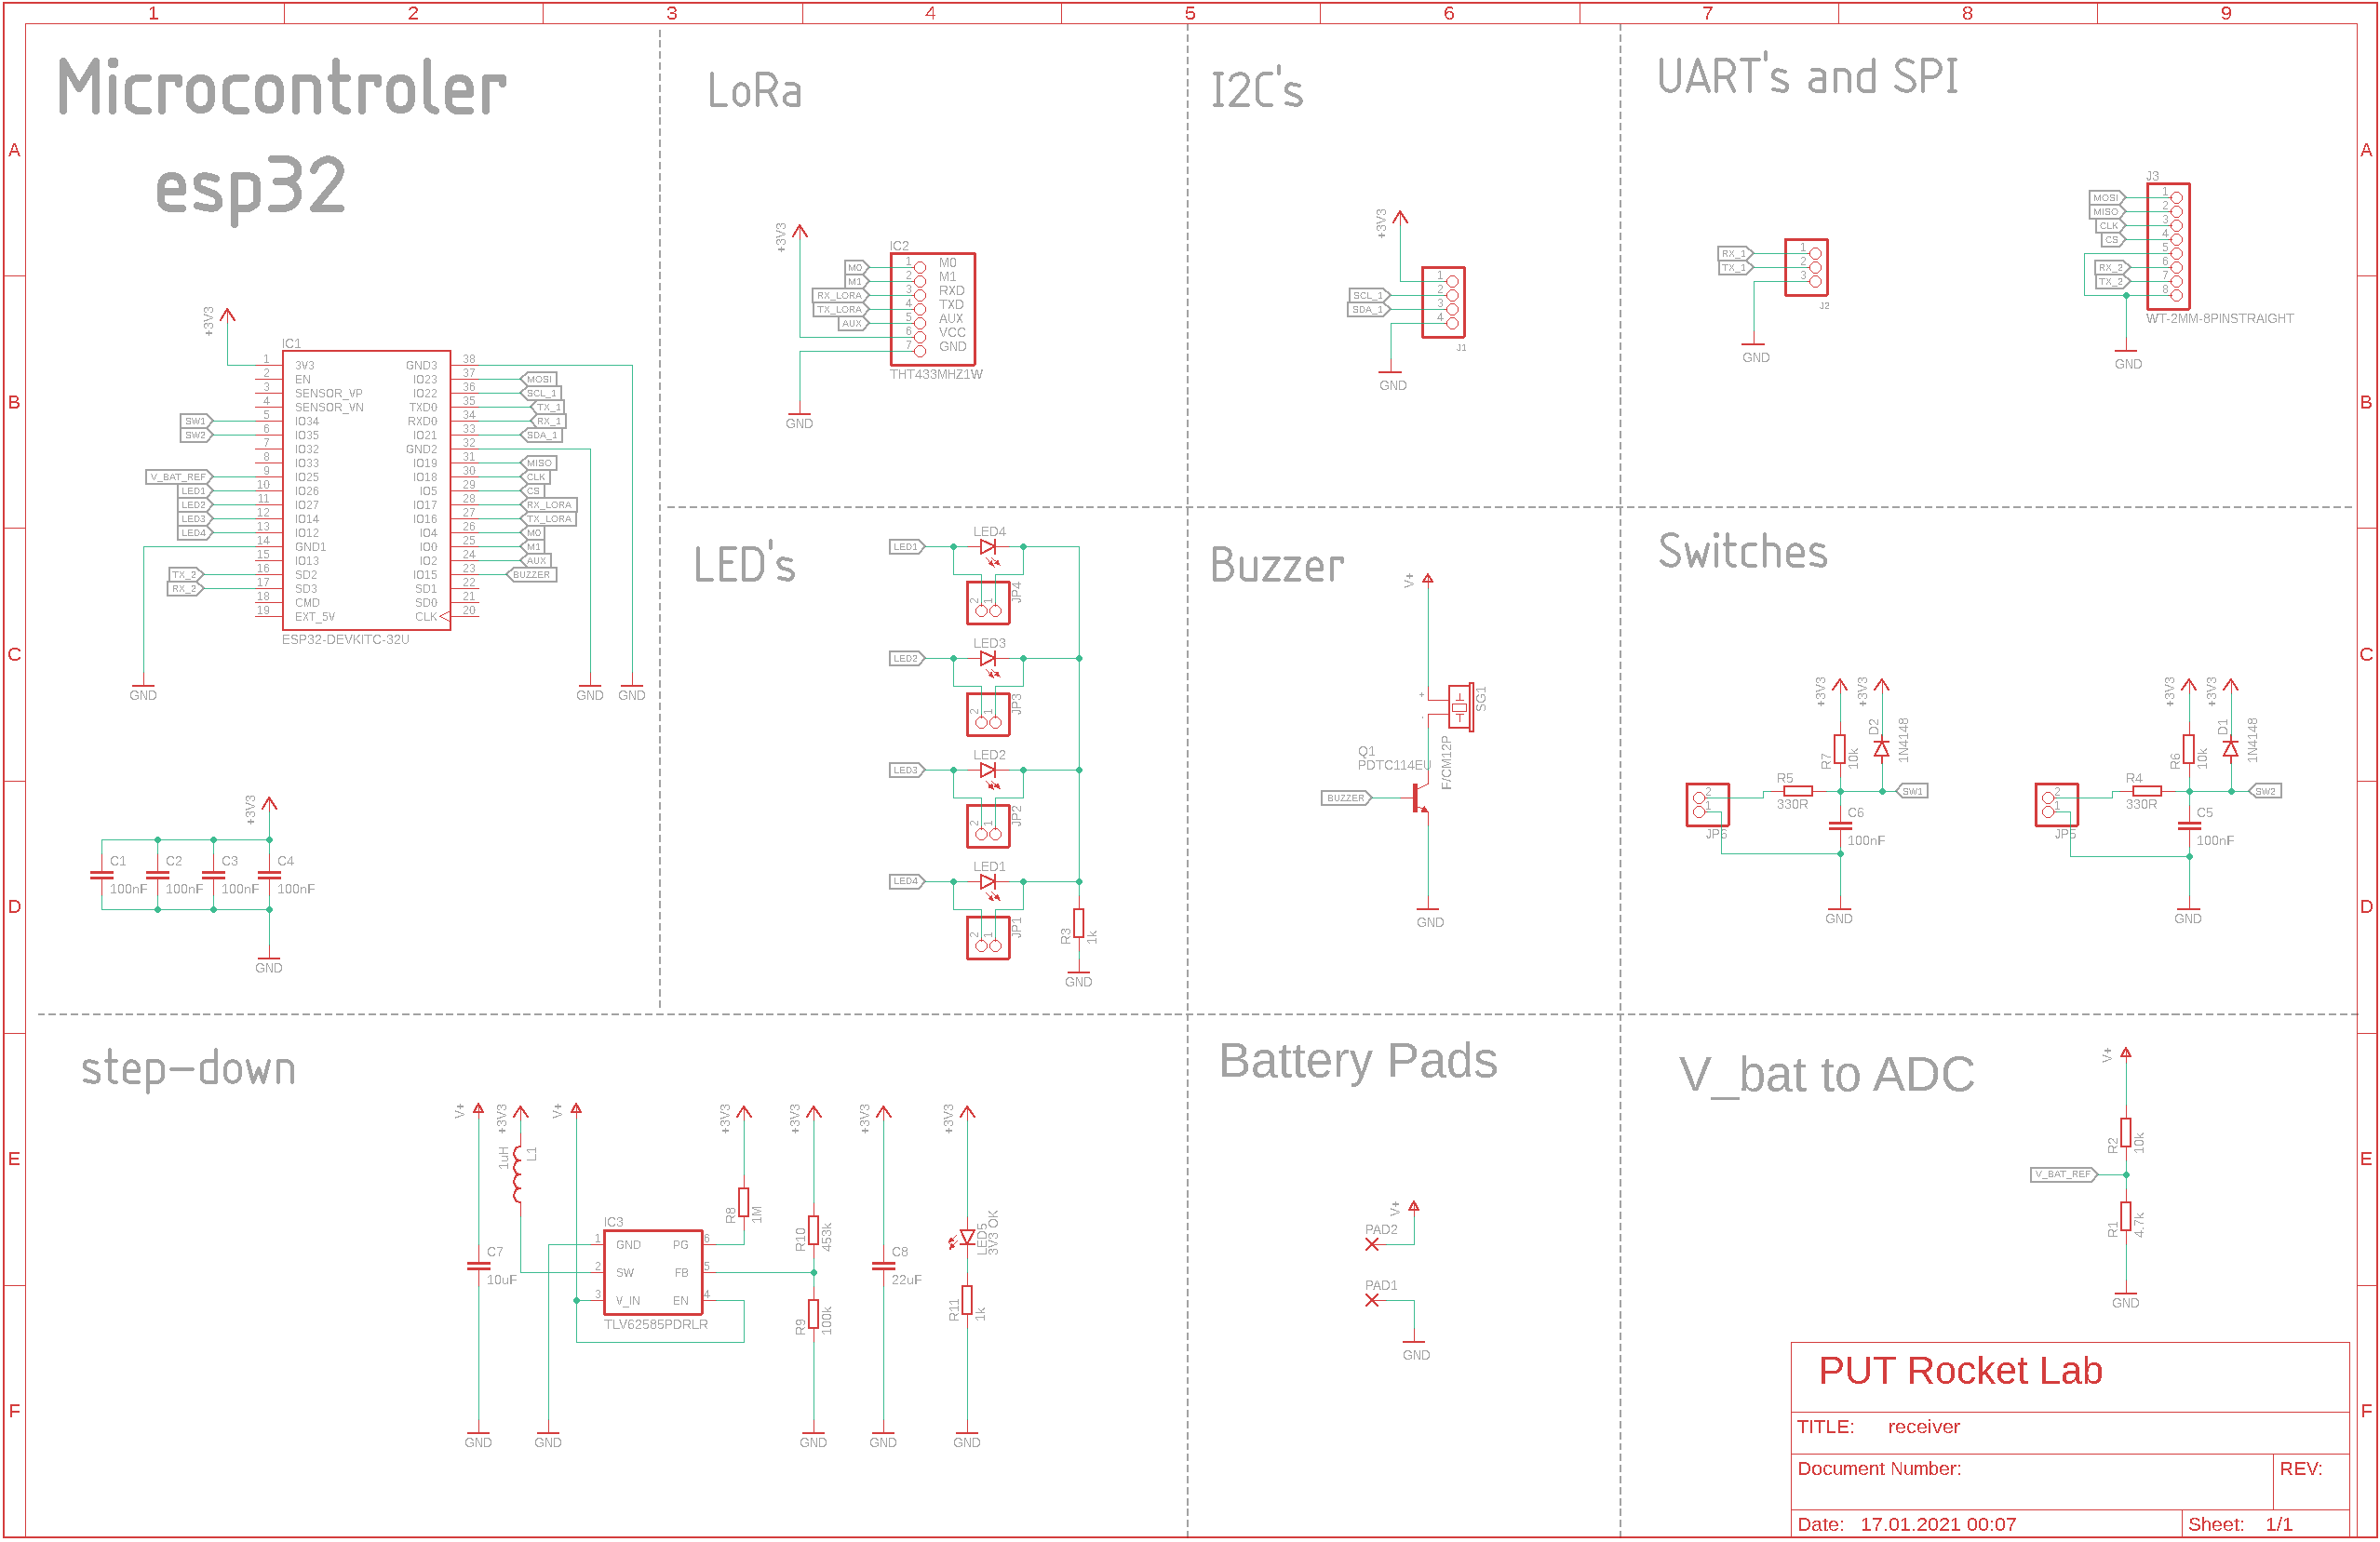 1 2 3 4 5 6 7 8 9
A
B
C
D
E
F
A
B
C
D
E
F
Microcontroler
esp32
+3V3
IC1
1 3V3
2 EN
3 SENSOR_VP
4 SENSOR_VN
SW1 5 IO34
SW2 6 IO35
7 IO32
8 IO33
V_BAT_REF 9 IO25
LED1 10 IO26
LED2 11 IO27
LED3 12 IO14
LED4 13 IO12
14 GND1
15 IO13
TX_2 16 SD2
RX_2 17 SD3
18 CMD
19 EXT_5V
GND3 38
IO23 37 MOSI
IO22 36 SCL_1
TXD0 35 TX_1
RXD0 34 RX_1
IO21 33 SDA_1
GND2 32
IO19 31 MISO
IO18 30 CLK
IO5 29 CS
IO17 28 RX_LORA
IO16 27 TX_LORA
IO4 26 M0
IO0 25 M1
IO2 24 AUX
IO15 23 BUZZER
SD1 22
SD0 21
CLK 20
ESP32-DEVKITC-32U
GND
GND GND
+3V3
C1 C2 C3 C4
100nF 100nF 100nF 100nF
GND
LoRa
+3V3
IC2
M0 1 M0
M1 2 M1
RX_LORA 3 RXD
TX_LORA 4 TXD
AUX 5 AUX
6 VCC
7 GND
THT433MHZ1W
GND
I2C's
+3V3
1
SCL_1 2
SDA_1 3
4
J1
GND
UART's and SPI
RX_1 1
TX_1 2
3
J2
GND
J3
MOSI 1
MISO 2
CLK 3
CS 4
5
RX_2 6
TX_2 7
8
WT-2MM-8PINSTRAIGHT
GND
LED's
LED4
LED1
2 1 JP4
LED3
LED2
2 1 JP3
LED2
LED3
2 1 JP2
LED1
LED4
2 1 JP1
R3 1k
GND
Buzzer
V+
+
-
SG1
F/CM12P
Q1
PDTC114EU
BUZZER
GND
Switches
+3V3 +3V3
R7 10k D2 1N4148
R5
330R
SW1
2
1
JP6
C6
100nF
GND
+3V3 +3V3
R6 10k D1 1N4148
R4
330R
SW2
2
1
JP5
C5
100nF
GND
step-down
V+ +3V3 V+ +3V3 +3V3 +3V3 +3V3
1uH L1
C7
10uF
IC3
1 GND PG 6
2 SW FB 5
3 V_IN EN 4
TLV62585PDRLR
R8 1M
R10 453k
R9 100k
C8
22uF
LED5
3V3 OK
R11 1k
GND GND GND GND GND
Battery Pads
V+
PAD2
PAD1
GND
V_bat to ADC
V+
R2 10k
V_BAT_REF
R1 4.7k
GND
PUT Rocket Lab
TITLE: receiver
Document Number:
REV:
Date: 17.01.2021 00:07
Sheet: 1/1